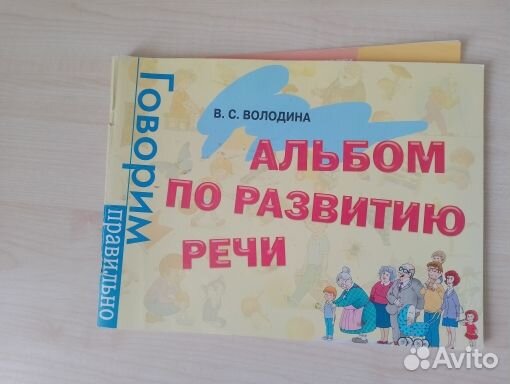 Говорим
правильно
В. С. ВОЛОДИНА
АЛЬБОМ
ПО РАЗВИТИЮ
РЕЧИ
Avito